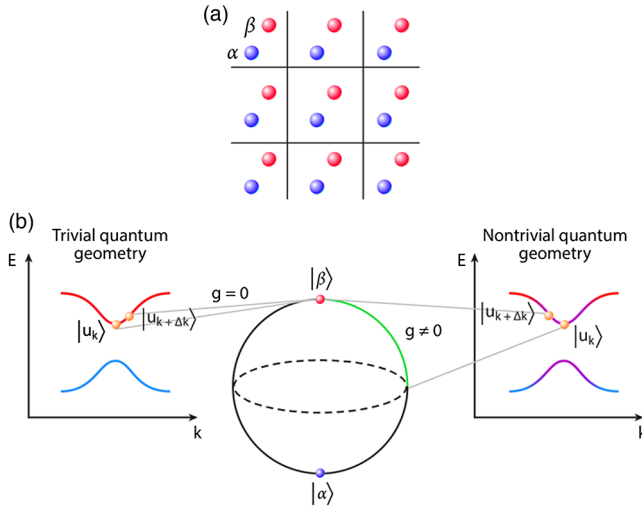 (a)
β
α
(b)
Trivial quantum
geometry
E
|u_k⟩
|u_{k+Δk}⟩
k
g = 0
|β⟩
g≠0
|α⟩
Nontrivial quantum
geometry
E
|u_{k+Δk}⟩
|u_k⟩
k